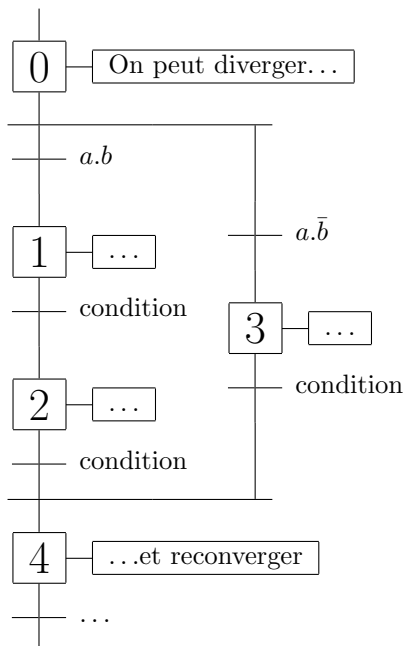 0 On peut diverger...
a.b
a.b̄
1 ...
condition
3 ...
condition
2 ...
condition
4 ...et reconverger
...